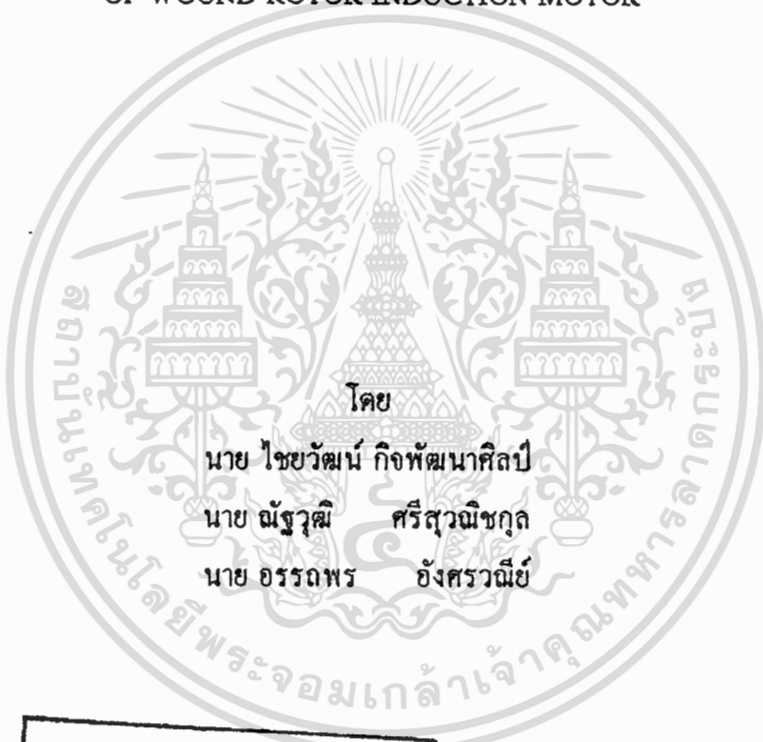 OF WOUND ROTOR INDUCTION MOTOR
โดย
นาย ไชยวัฒน์ กิจพัฒนาศิลป์
นาย ณัฐวุฒิ ศรีสุวณิชกุล
นาย อรรถพร อังศรวณีย์
สถาบันเทคโนโลยีพระจอมเกล้าเจ้าคุณทหารลาดกระบัง